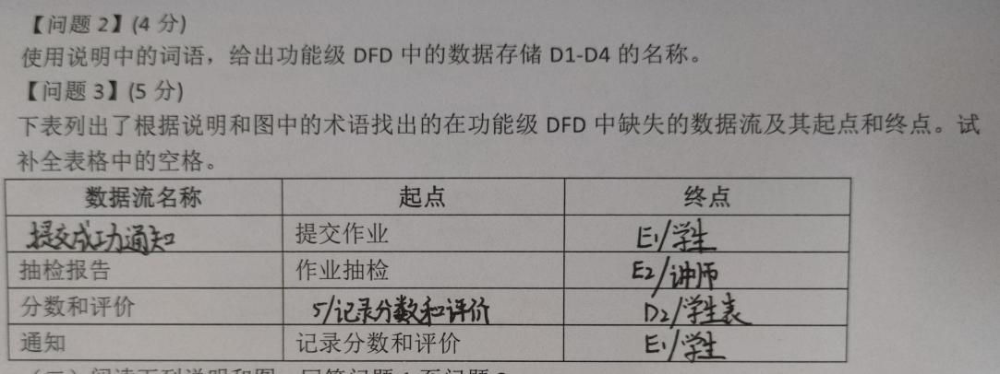 【问题 2】(4 分)
使用说明中的词语，给出功能级 DFD 中的数据存储 D1-D4 的名称。
【问题 3】(5 分)
下表列出了根据说明和图中的术语找出的在功能级 DFD 中缺失的数据流及其起点和终点。试
补全表格中的空格。
数据流名称 起点 终点
提交成功通知 提交作业 E1/学生
抽检报告 作业抽检 E2/讲师
分数和评价 5/记录分数和评价 D2/学生表
通知 记录分数和评价 E1/学生